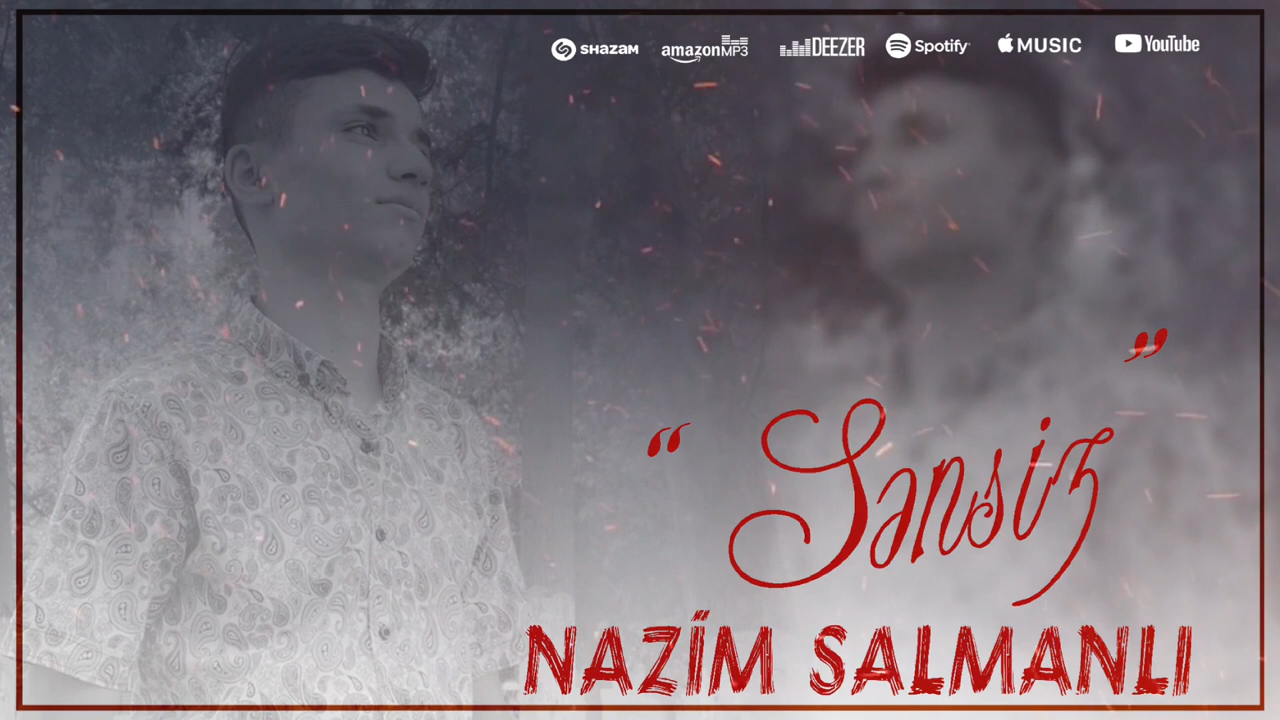 SHAZAM amazonMP3 DEEZER Spotify MUSIC YouTube
“ Sənsiz ”
NAZİM SALMANLI